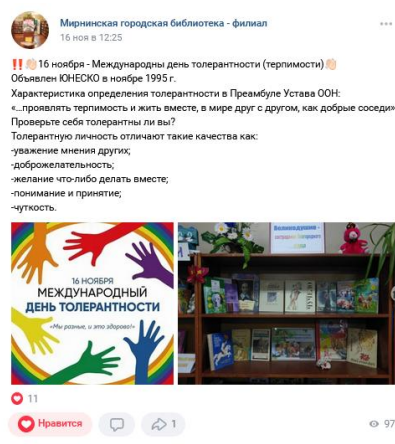 Мирнинская городская библиотека - филиал
16 ноя в 12:25
‼️👏🏻16 ноября - Международны день толерантности (терпимости)👏🏻
Объявлен ЮНЕСКО в ноябре 1995 г.
Характеристика определения толерантности в Преамбуле Устава ООН:
«…проявлять терпимость и жить вместе, в мире друг с другом, как добрые соседи»
Проверьте себя толерантны ли вы?
Толерантную личность отличают такие качества как:
-уважение мнения других;
-доброжелательность;
-желание что-либо делать вместе;
-понимание и принятие;
-чуткость.
16 НОЯБРЯ
МЕЖДУНАРОДНЫЙ
ДЕНЬ ТОЛЕРАНТНОСТИ
«Мы разные, и это здорово!»
Великодушие -
11
Нравится
1
97